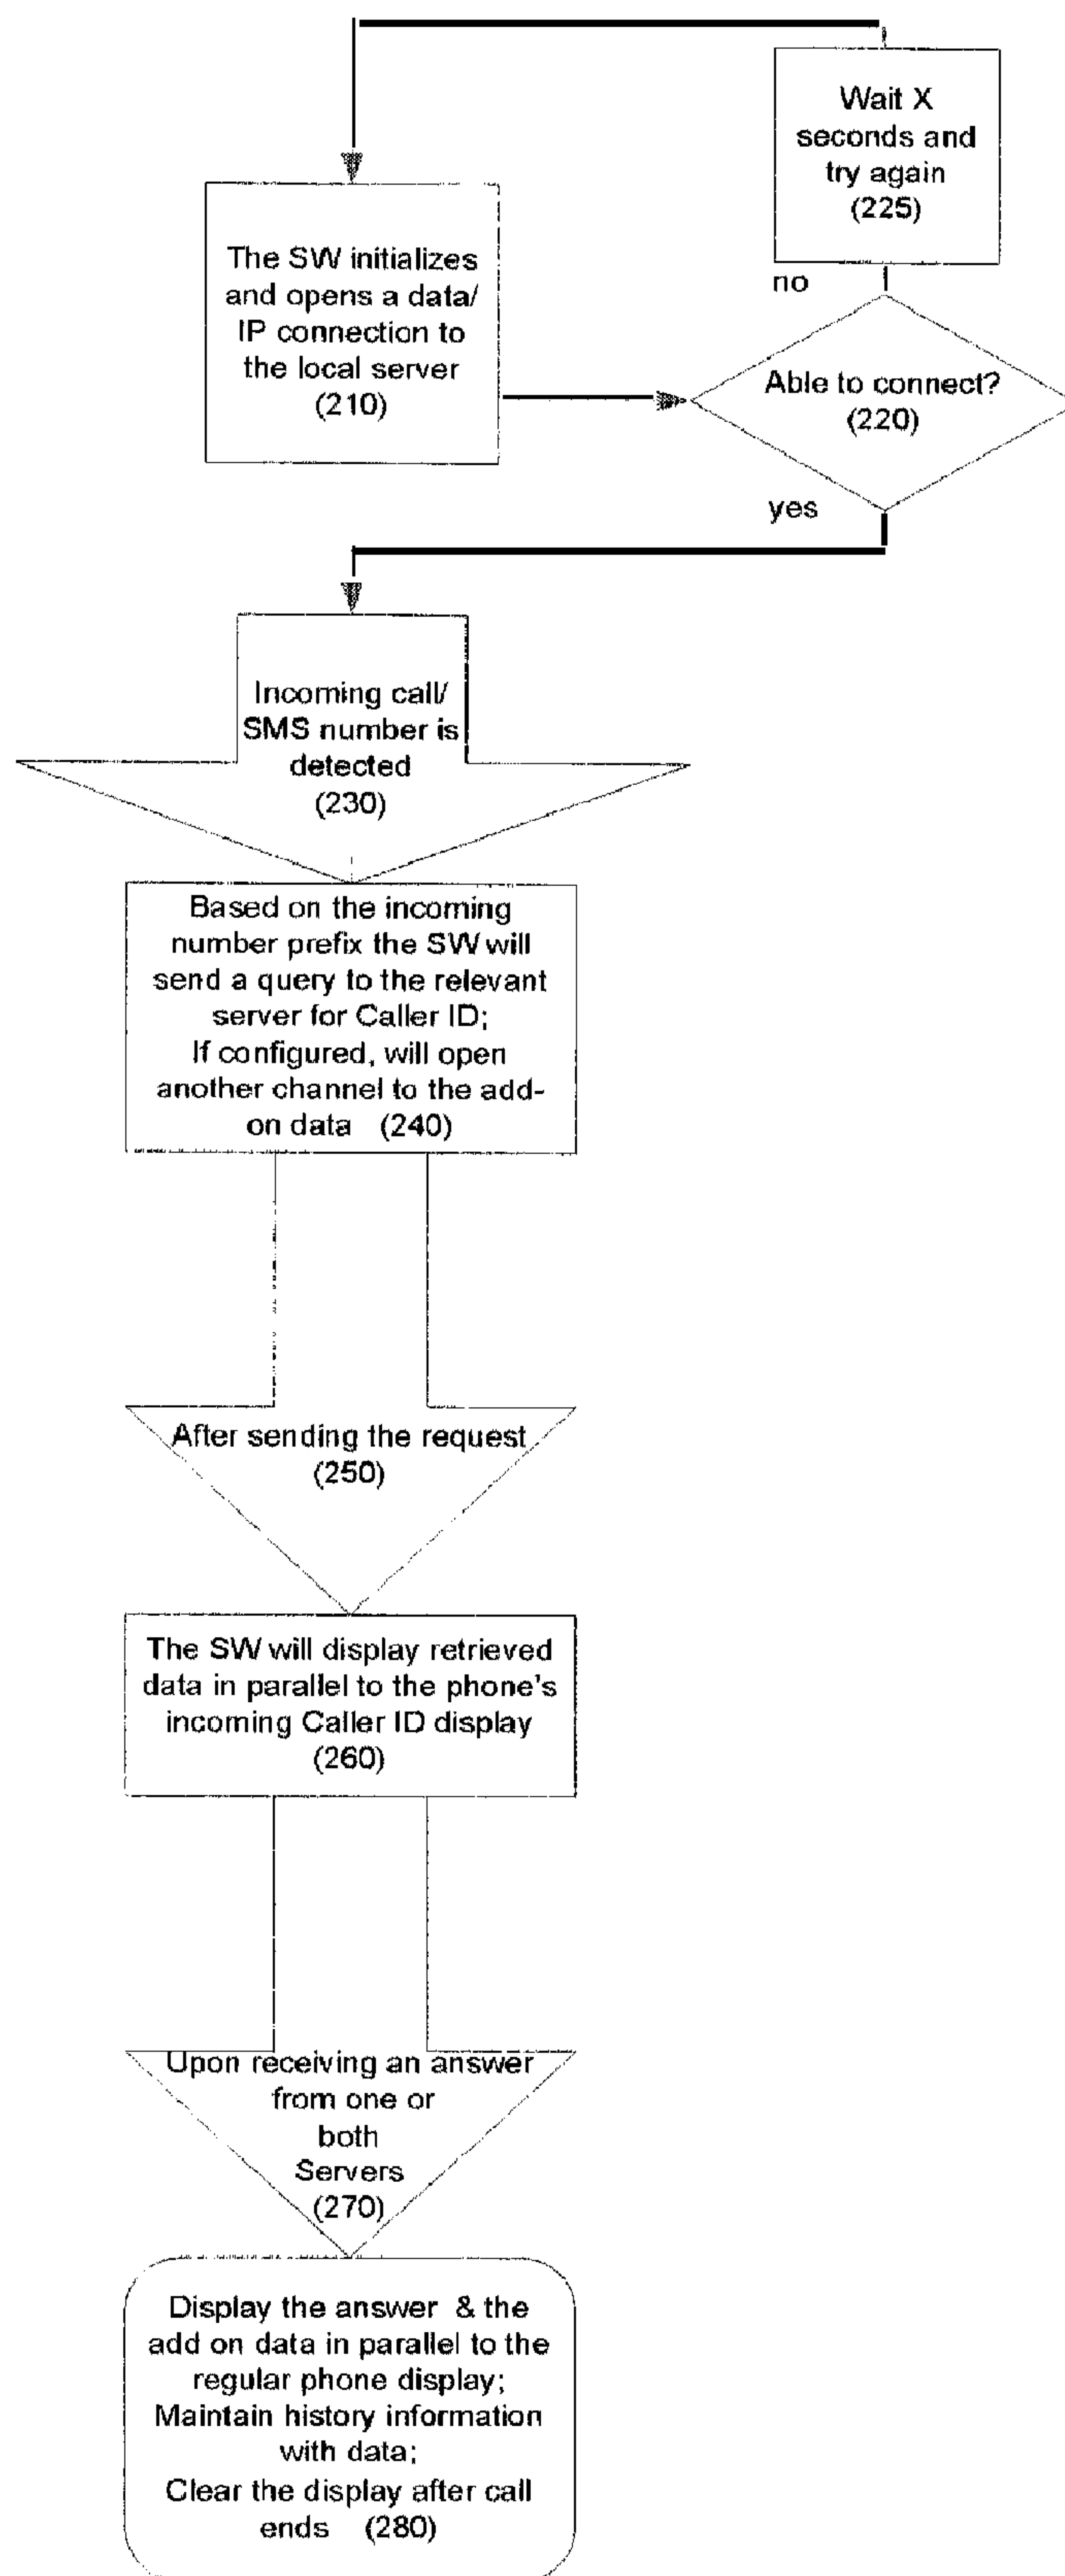 Wait X
seconds and
try again
(225)
The SW initializes
and opens a data/
IP connection to
the local server
(210)
no
Able to connect?
(220)
yes
Incoming call/
SMS number is
detected
(230)
Based on the incoming
number prefix the SW will
send a query to the relevant
server for Caller ID;
If configured, will open
another channel to the add-
on data (240)
After sending the request
(250)
The SW will display retrieved
data in parallel to the phone's
incoming Caller ID display
(260)
Upon receiving an answer
from one or
both
Servers
(270)
Display the answer & the
add on data in parallel to the
regular phone display;
Maintain history information
with data;
Clear the display after call
ends (280)